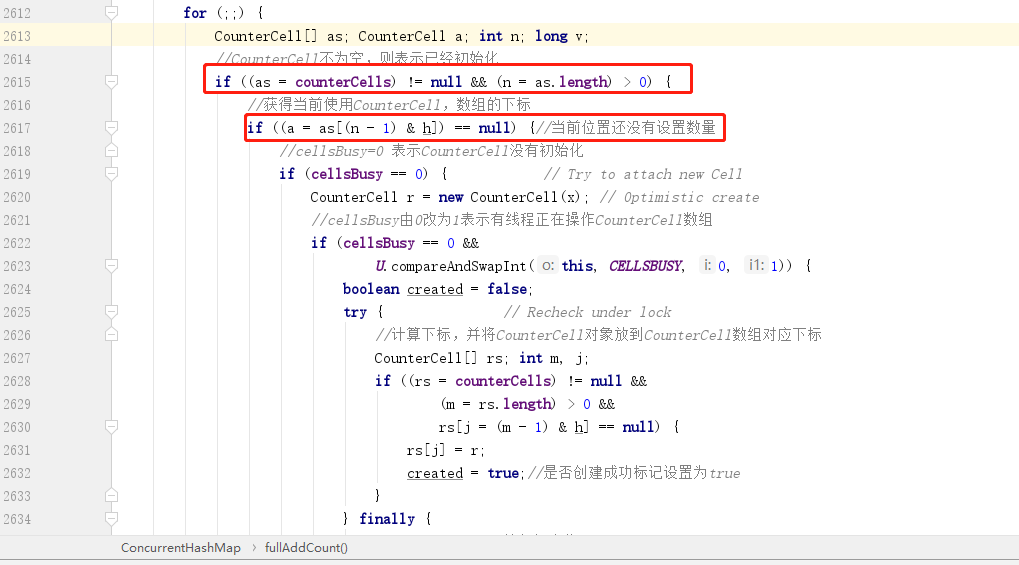 2612 for (;;) {
2613 CounterCell[] as; CounterCell a; int n; long v;
2614 //CounterCell不为空，则表示已经初始化
2615 if ((as = counterCells) != null && (n = as.length) > 0) {
2616 //获得当前使用CounterCell，数组的下标
2617 if ((a = as[(n - 1) & h]) == null) {//当前位置还没有设置数量
2618 //cellsBusy=0 表示CounterCell没有初始化
2619 if (cellsBusy == 0) { // Try to attach new Cell
2620 CounterCell r = new CounterCell(x); // Optimistic create
2621 //cellsBusy由0改为1表示有线程正在操作CounterCell数组
2622 if (cellsBusy == 0 &&
2623 U.compareAndSwapInt( o: this, CELLSBUSY, i: 0, i1: 1)) {
2624 boolean created = false;
2625 try { // Recheck under lock
2626 //计算下标，并将CounterCell对象放到CounterCell数组对应下标
2627 CounterCell[] rs; int m, j;
2628 if ((rs = counterCells) != null &&
2629 (m = rs.length) > 0 &&
2630 rs[j = (m - 1) & h] == null) {
2631 rs[j] = r;
2632 created = true;//是否创建成功标记设置为true
2633 }
2634 } finally {
ConcurrentHashMap › fullAddCount()